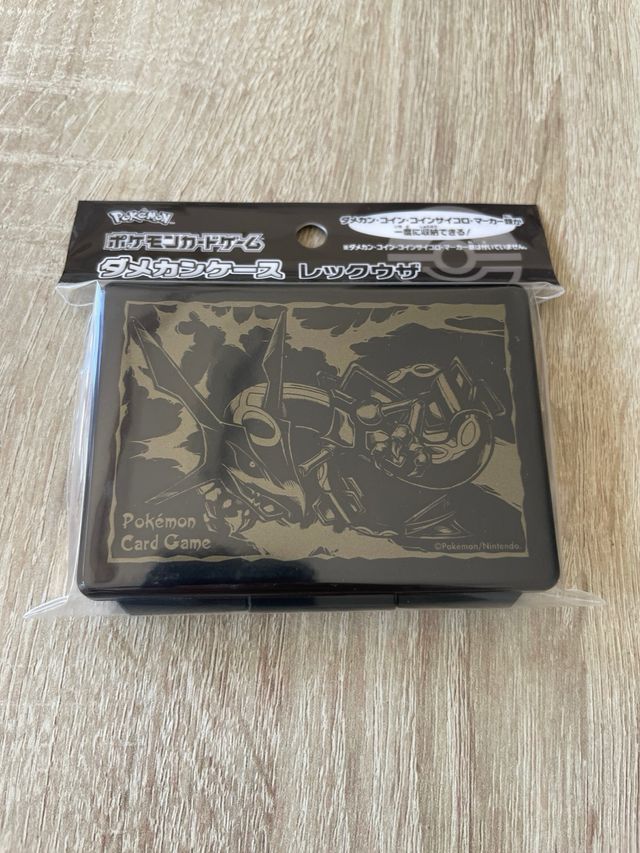 Pokémon
ポケモンカードゲーム
ダメカンケース レックウザ
ダメカン・コイン・コインサイコロ・マーカー類が
一度に収納できる!
※ダメカン・コイン・コインサイコロ・マーカー類は付いていません。
Pokémon
Card Game
©Pokémon/Nintendo.